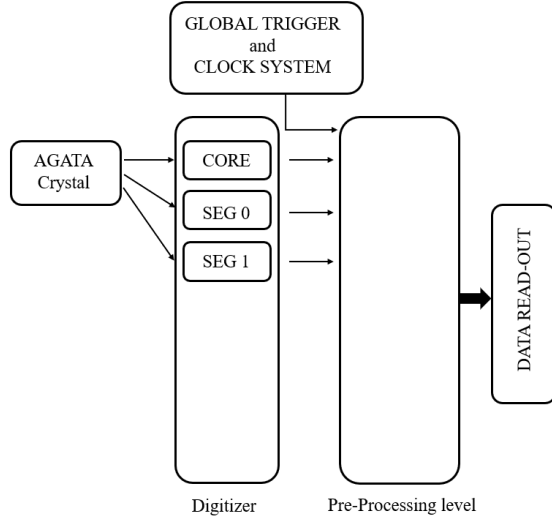 GLOBAL TRIGGER
and
CLOCK SYSTEM
AGATA
Crystal
CORE
SEG 0
SEG 1
DATA READ-OUT
Digitizer
Pre-Processing level